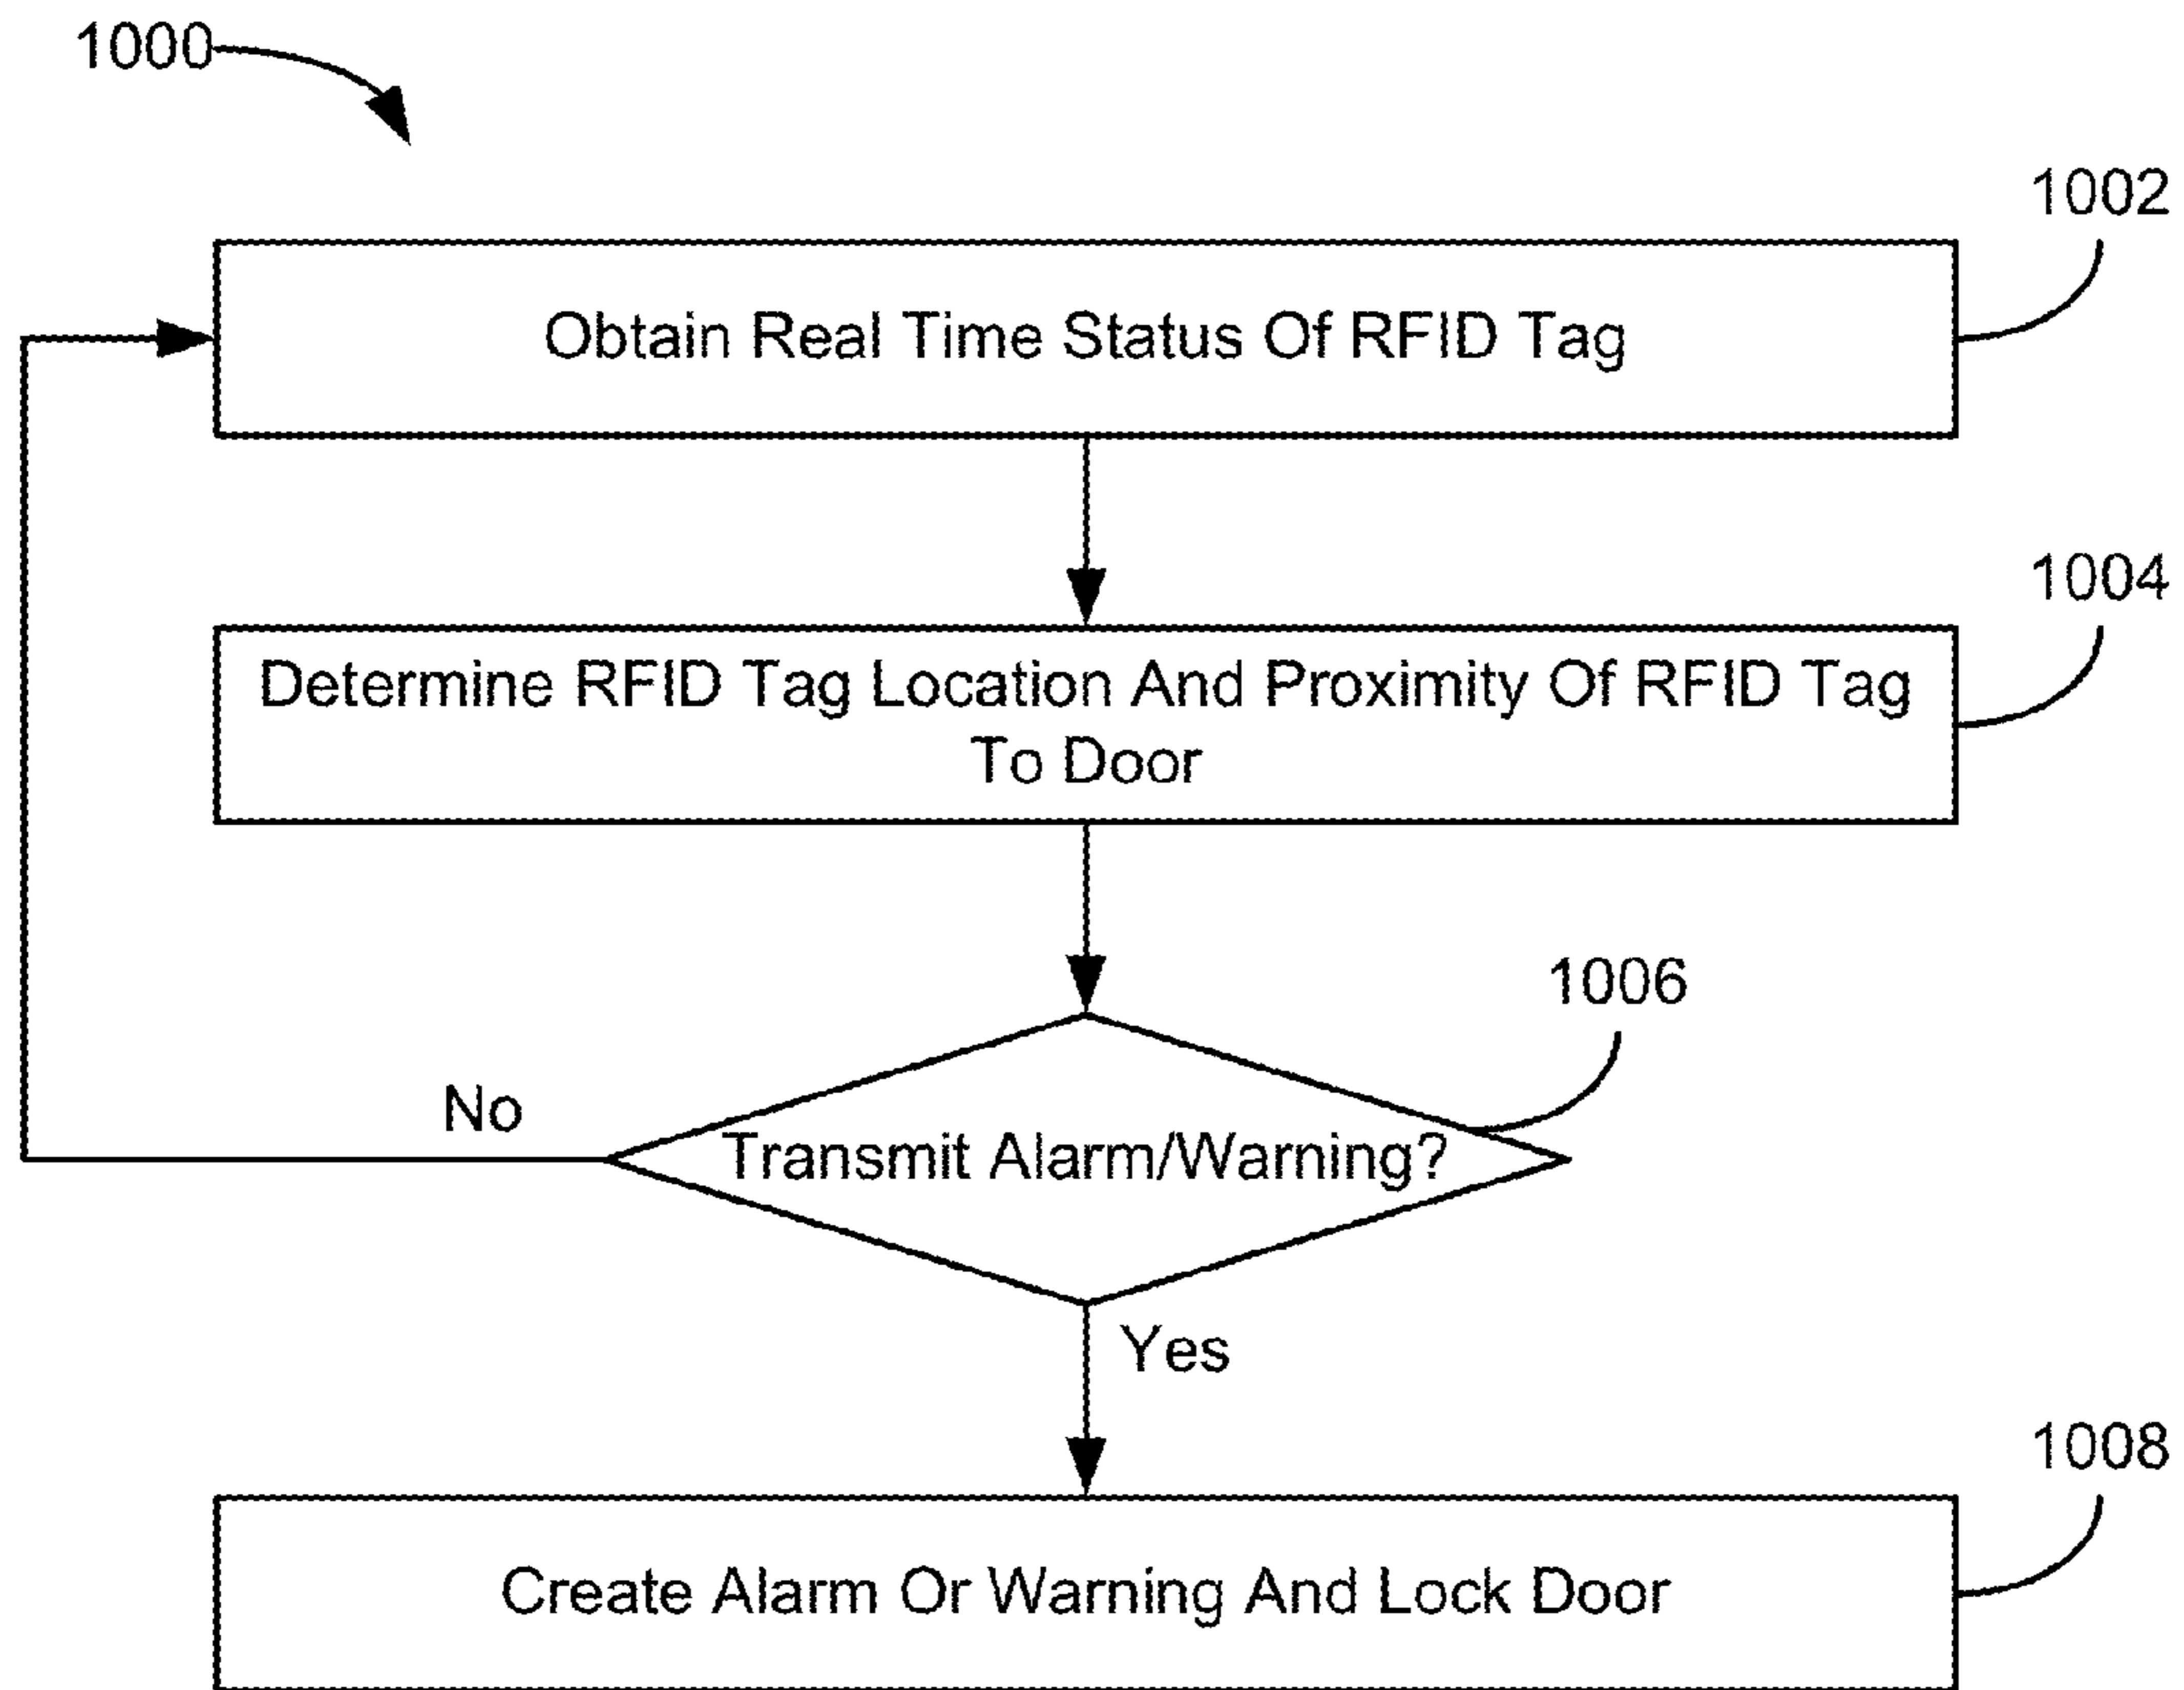 1000
1002
Obtain Real Time Status Of RFID Tag
1004
Determine RFID Tag Location And Proximity Of RFID Tag
To Door
1006
No
Transmit Alarm/Warning?
Yes
1008
Create Alarm Or Warning And Lock Door